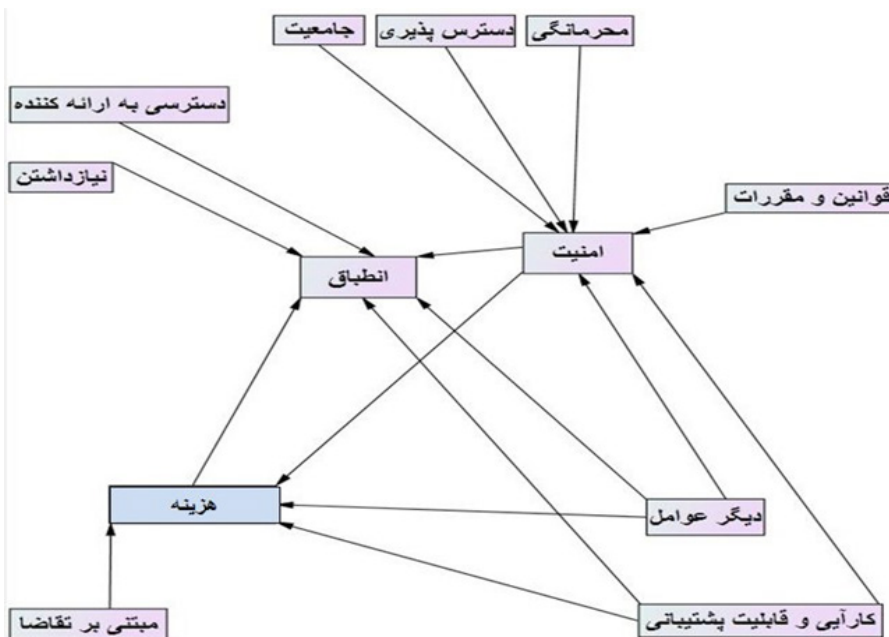 محرمانگی
دسترس پذیری
جامعیت
دسترسی به ارائه کننده
نیازداشتن
قوانین و مقررات
امنیت
انطباق
هزینه
دیگر عوامل
کارآیی و قابلیت پشتیبانی
مبتنی بر تقاضا